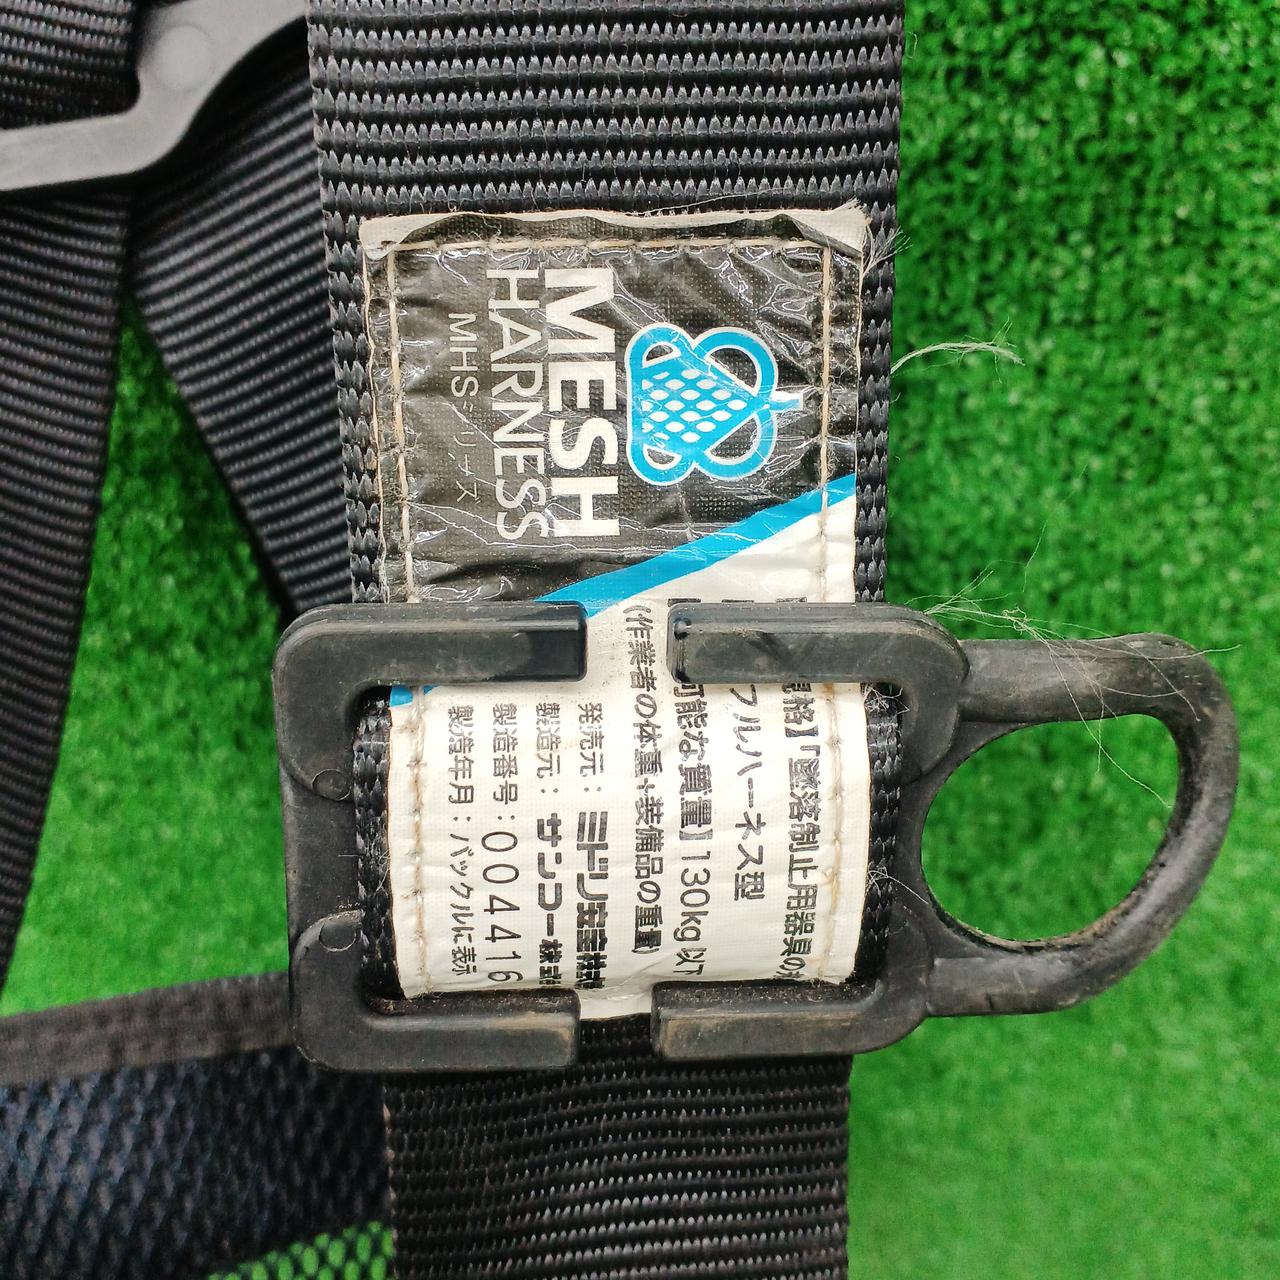 MESH
HARNESS
MHSシリーズ
規格】「墜落制止用器具の
フルハーネス型
可能な質量】130kg以下
(作業者の体重+装備品の重量)
発売元：ミドリ安全株
製造元：サンコー株式
製造番号：004416
製造年月：バックルに表示